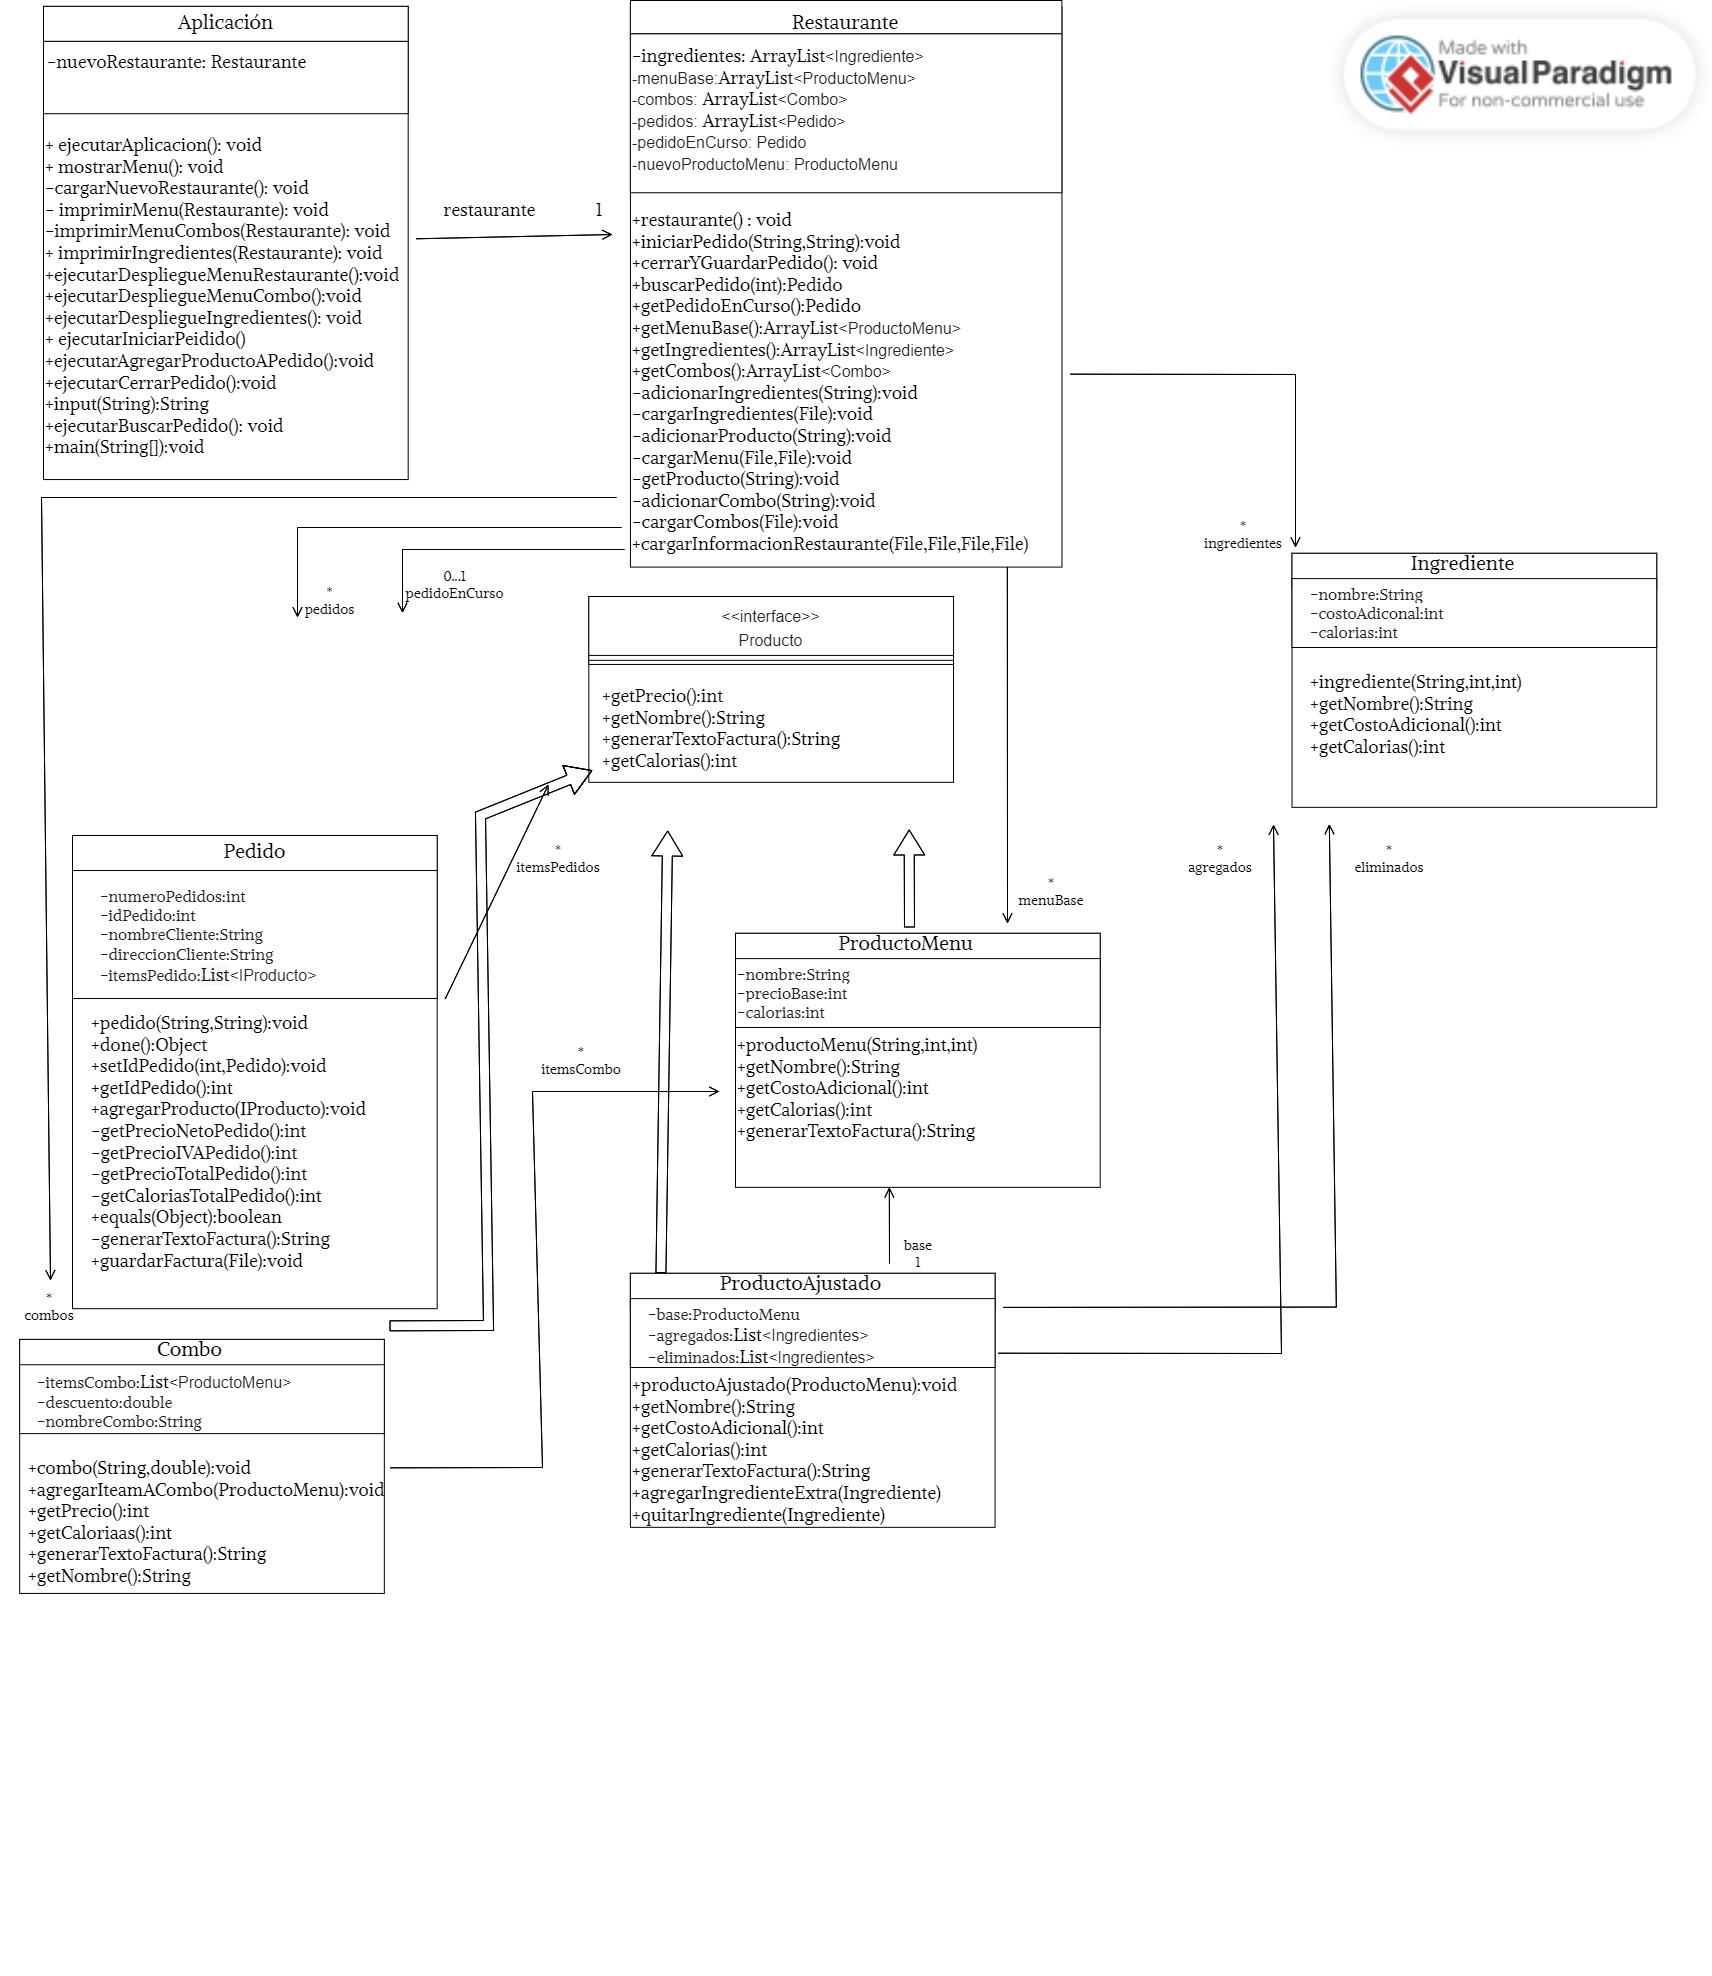 Aplicación
-nuevoRestaurante: Restaurante
+ ejecutarAplicacion(): void
+ mostrarMenu(): void
-cargarNuevoRestaurante(): void
- imprimirMenu(Restaurante): void
-imprimirMenuCombos(Restaurante): void
+ imprimirIngredientes(Restaurante): void
+ejecutarDespliegueMenuRestaurante():void
+ejecutarDespliegueMenuCombo():void
+ejecutarDespliegueIngredientes(): void
+ ejecutarIniciarPeidido()
+ejecutarAgregarProductoAPedido():void
+ejecutarCerrarPedido():void
+input(String):String
+ejecutarBuscarPedido(): void
+main(String[]):void
restaurante 1
Restaurante
-ingredientes: ArrayList<Ingrediente>
-menuBase:ArrayList<ProductoMenu>
-combos: ArrayList<Combo>
-pedidos: ArrayList<Pedido>
-pedidoEnCurso: Pedido
-nuevoProductoMenu: ProductoMenu
+restaurante() : void
+iniciarPedido(String,String):void
+cerrarYGuardarPedido(): void
+buscarPedido(int):Pedido
+getPedidoEnCurso():Pedido
+getMenuBase():ArrayList<ProductoMenu>
+getIngredientes():ArrayList<Ingrediente>
+getCombos():ArrayList<Combo>
-adicionarIngredientes(String):void
-cargarIngredientes(File):void
-adicionarProducto(String):void
-cargarMenu(File,File):void
-getProducto(String):void
-adicionarCombo(String):void
-cargarCombos(File):void
+cargarInformacionRestaurante(File,File,File,File)
Made with
Visual Paradigm
For non-commercial use
*
ingredientes
*
pedidos
0...1
pedidoEnCurso
<<interface>>
Producto
+getPrecio():int
+getNombre():String
+generarTextoFactura():String
+getCalorias():int
Ingrediente
-nombre:String
-costoAdiconal:int
-calorias:int
+ingrediente(String,int,int)
+getNombre():String
+getCostoAdicional():int
+getCalorias():int
*
itemsPedidos
*
menuBase
*
agregados
*
eliminados
Pedido
-numeroPedidos:int
-idPedido:int
-nombreCliente:String
-direccionCliente:String
-itemsPedido:List<IProducto>
+pedido(String,String):void
+done():Object
+setIdPedido(int,Pedido):void
+getIdPedido():int
+agregarProducto(IProducto):void
-getPrecioNetoPedido():int
-getPrecioIVAPedido():int
-getPrecioTotalPedido():int
-getCaloriasTotalPedido():int
+equals(Object):boolean
-generarTextoFactura():String
+guardarFactura(File):void
*
itemsCombo
ProductoMenu
-nombre:String
-precioBase:int
-calorias:int
+productoMenu(String,int,int)
+getNombre():String
+getCostoAdicional():int
+getCalorias():int
+generarTextoFactura():String
base
1
*
combos
Combo
-itemsCombo:List<ProductoMenu>
-descuento:double
-nombreCombo:String
+combo(String,double):void
+agregarIteamACombo(ProductoMenu):void
+getPrecio():int
+getCaloriaas():int
+generarTextoFactura():String
+getNombre():String
ProductoAjustado
-base:ProductoMenu
-agregados:List<Ingredientes>
-eliminados:List<Ingredientes>
+productoAjustado(ProductoMenu):void
+getNombre():String
+getCostoAdicional():int
+getCalorias():int
+generarTextoFactura():String
+agregarIngredienteExtra(Ingrediente)
+quitarIngrediente(Ingrediente)